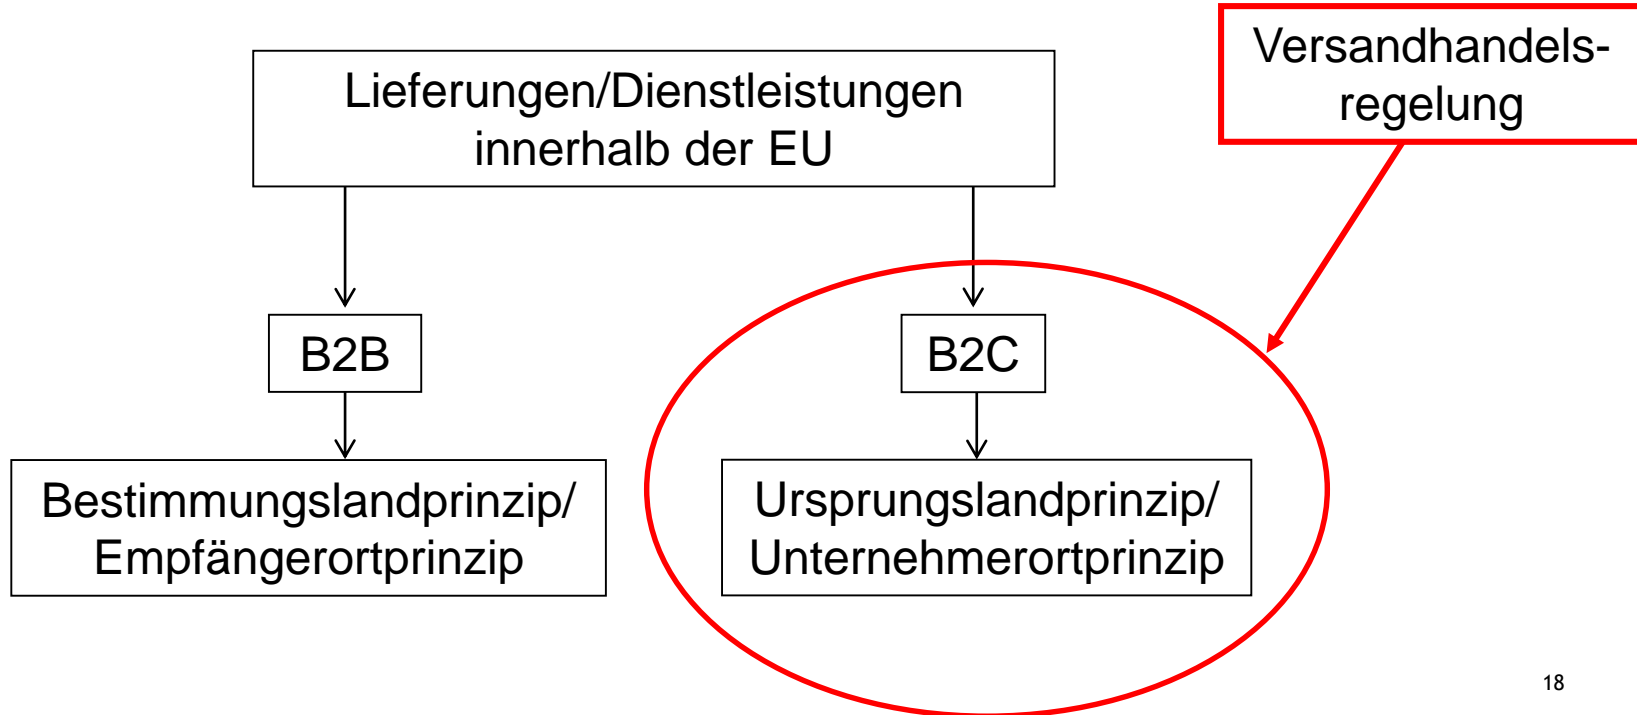 Versandhandels-
regelung
Lieferungen/Dienstleistungen
innerhalb der EU
B2B
B2C
Bestimmungslandprinzip/
Empfängerortprinzip
Ursprungslandprinzip/
Unternehmerortprinzip
18